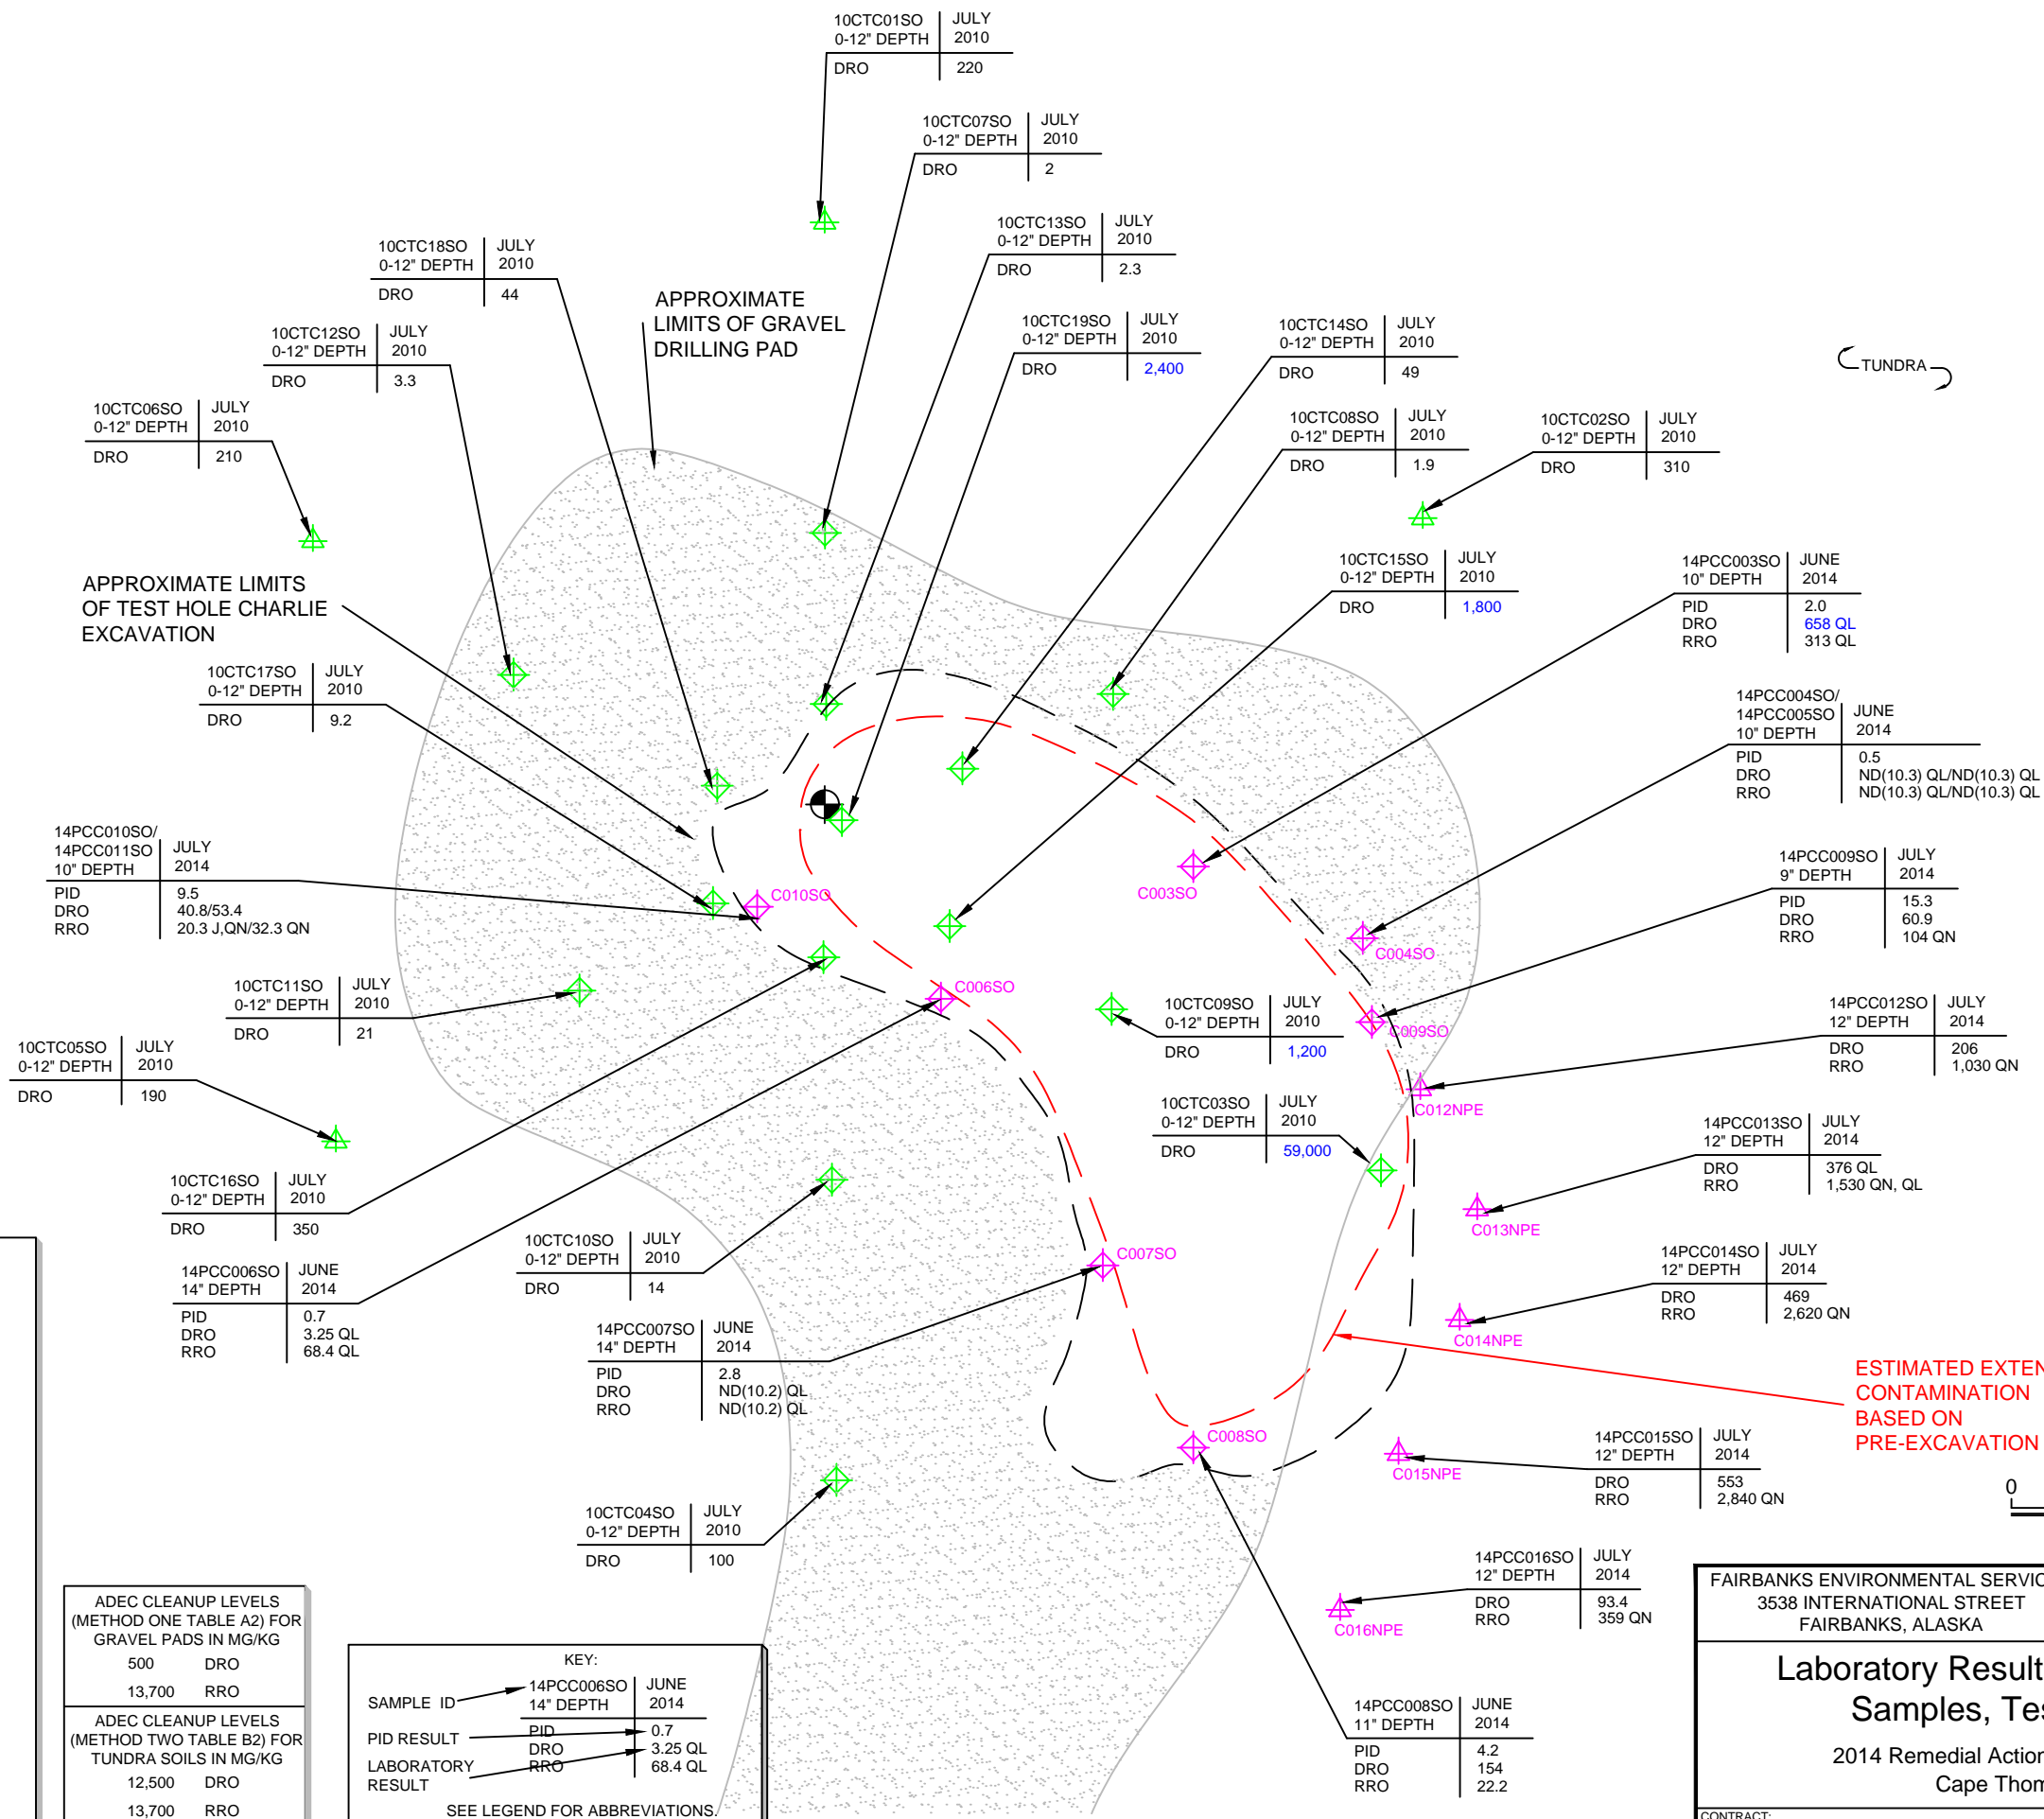 10CTC01SO JULY
0-12" DEPTH 2010
DRO 220
10CTC07SO JULY
0-12" DEPTH 2010
DRO 2
10CTC13SO JULY
0-12" DEPTH 2010
DRO 2.3
10CTC18SO JULY
0-12" DEPTH 2010
DRO 44
APPROXIMATE
LIMITS OF GRAVEL
DRILLING PAD
10CTC19SO JULY
0-12" DEPTH 2010
DRO 2,400
10CTC14SO JULY
0-12" DEPTH 2010
DRO 49
TUNDRA
10CTC12SO JULY
0-12" DEPTH 2010
DRO 3.3
10CTC06SO JULY
0-12" DEPTH 2010
DRO 210
10CTC08SO JULY
0-12" DEPTH 2010
DRO 1.9
10CTC02SO JULY
0-12" DEPTH 2010
DRO 310
APPROXIMATE LIMITS
OF TEST HOLE CHARLIE
EXCAVATION
10CTC15SO JULY
0-12" DEPTH 2010
DRO 1,800
14PCC003SO JUNE
10" DEPTH 2014
PID 2.0
DRO 658 QL
RRO 313 QL
10CTC17SO JULY
0-12" DEPTH 2010
DRO 9.2
14PCC004SO/
14PCC005SO JUNE
10" DEPTH 2014
PID 0.5
DRO ND(10.3) QL/ND(10.3) QL
RRO ND(10.3) QL/ND(10.3) QL
14PCC010SO/
14PCC011SO JULY
10" DEPTH 2014
PID 9.5
DRO 40.8/53.4
RRO 20.3 J,QN/32.3 QN
C010SO
C003SO
C004SO
14PCC009SO JULY
9" DEPTH 2014
PID 15.3
DRO 60.9
RRO 104 QN
10CTC11SO JULY
0-12" DEPTH 2010
DRO 21
C006SO
10CTC09SO JULY
0-12" DEPTH 2010
DRO 1,200
C009SO
14PCC012SO JULY
12" DEPTH 2014
DRO 206
RRO 1,030 QN
10CTC05SO JULY
0-12" DEPTH 2010
DRO 190
10CTC03SO JULY
0-12" DEPTH 2010
DRO 59,000
C012NPE
14PCC013SO JULY
12" DEPTH 2014
DRO 376 QL
RRO 1,530 QN, QL
10CTC16SO JULY
0-12" DEPTH 2010
DRO 350
C013NPE
10CTC10SO JULY
0-12" DEPTH 2010
DRO 14
C007SO
14PCC014SO JULY
12" DEPTH 2014
DRO 469
RRO 2,620 QN
14PCC006SO JUNE
14" DEPTH 2014
PID 0.7
DRO 3.25 QL
RRO 68.4 QL
14PCC007SO JUNE
14" DEPTH 2014
PID 2.8
DRO ND(10.2) QL
RRO ND(10.2) QL
C014NPE
ESTIMATED EXTEN
CONTAMINATION
BASED ON
PRE-EXCAVATION
C008SO
C015NPE
14PCC015SO JULY
12" DEPTH 2014
DRO 553
RRO 2,840 QN
0
10CTC04SO JULY
0-12" DEPTH 2010
DRO 100
14PCC016SO JULY
12" DEPTH 2014
DRO 93.4
RRO 359 QN
C016NPE
14PCC008SO JUNE
11" DEPTH 2014
PID 4.2
DRO 154
RRO 22.2
ADEC CLEANUP LEVELS
(METHOD ONE TABLE A2) FOR
GRAVEL PADS IN MG/KG
500 DRO
13,700 RRO
ADEC CLEANUP LEVELS
(METHOD TWO TABLE B2) FOR
TUNDRA SOILS IN MG/KG
12,500 DRO
13,700 RRO
KEY:
SAMPLE ID 14PCC006SO JUNE
14" DEPTH 2014
PID RESULT PID 0.7
DRO 3.25 QL
LABORATORY RRO 68.4 QL
RESULT
SEE LEGEND FOR ABBREVIATIONS.
FAIRBANKS ENVIRONMENTAL SERVIC
3538 INTERNATIONAL STREET
FAIRBANKS, ALASKA
Laboratory Result
Samples, Tes
2014 Remedial Action
Cape Thom
CONTRACT: